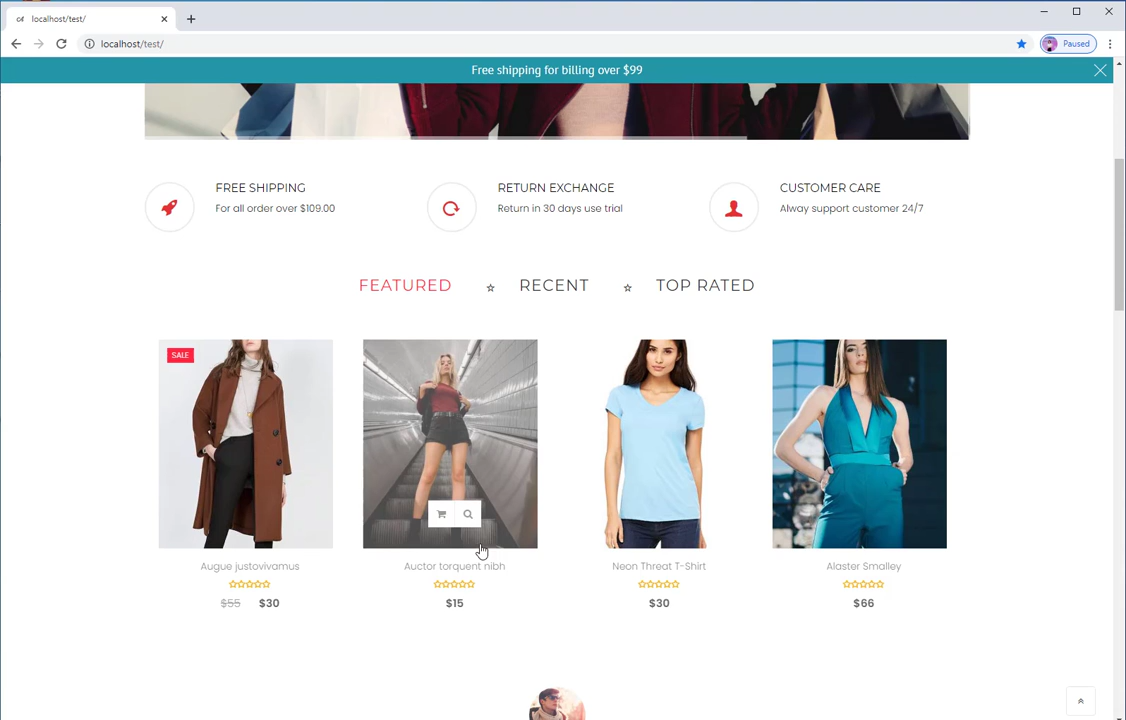 localhost/test/
localhost/test/
Paused
Free shipping for billing over $99
FREE SHIPPING
For all order over $109.00
RETURN EXCHANGE
Return in 30 days use trial
CUSTOMER CARE
Alway support customer 24/7
FEATURED RECENT TOP RATED
SALE
Augue justovivamus
$55 $30
Auctor torquent nibh
$15
Neon Threat T-Shirt
$30
Alaster Smalley
$66